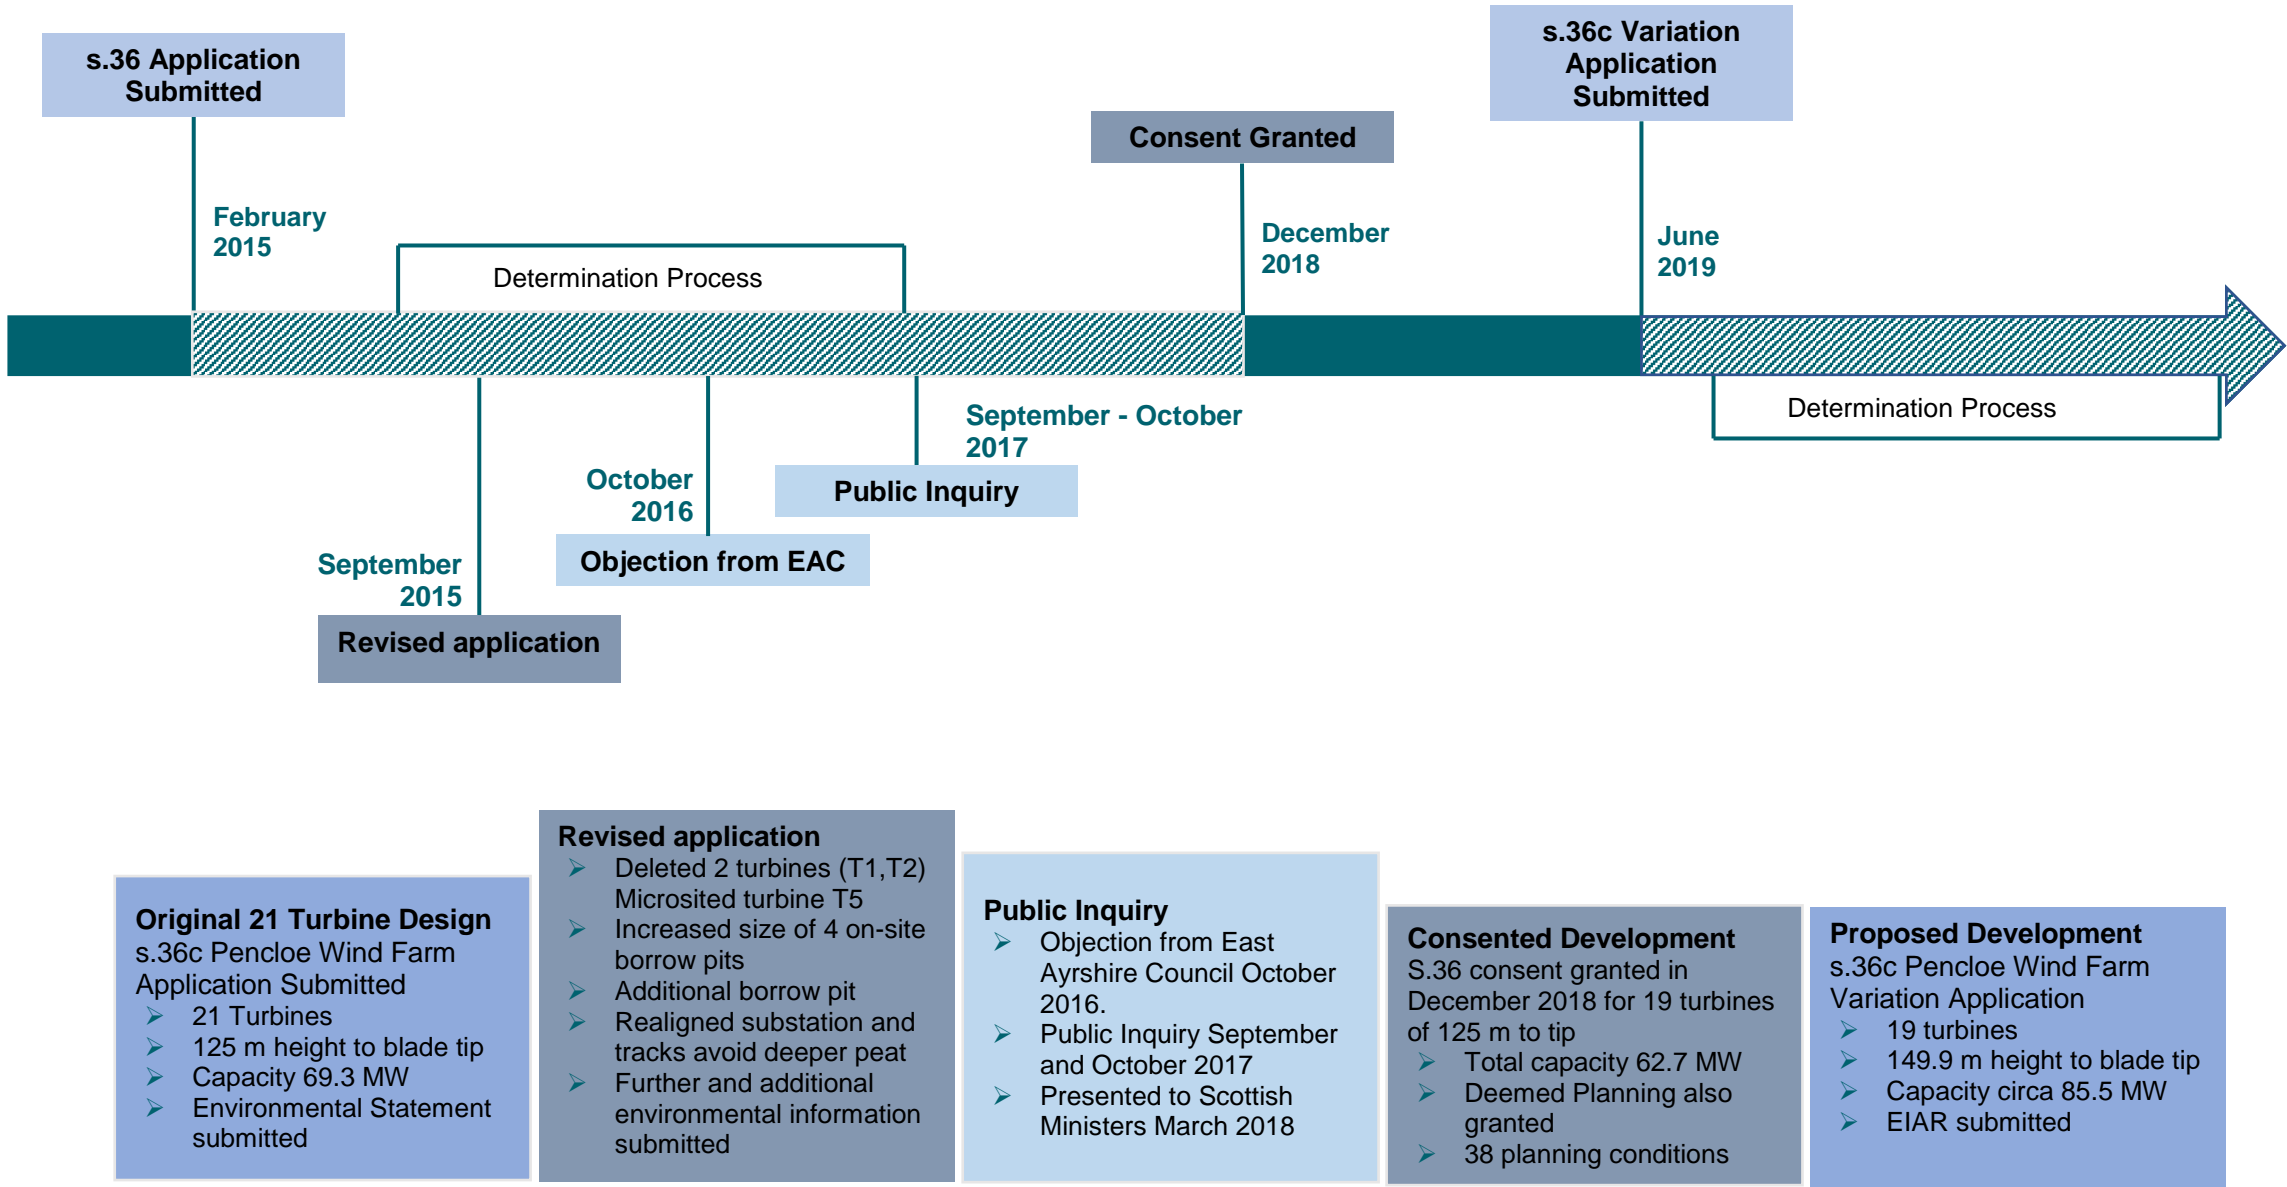 s.36 Application
Submitted
February
2015
Determination Process
Consent Granted
December
2018
s.36c Variation
Application
Submitted
June
2019
Determination Process
September - October
2017
Public Inquiry
October
2016
Objection from EAC
September
2015
Revised application
Original 21 Turbine Design
s.36c Pencloe Wind Farm
Application Submitted
➢ 21 Turbines
➢ 125 m height to blade tip
➢ Capacity 69.3 MW
➢ Environmental Statement
submitted
Revised application
➢ Deleted 2 turbines (T1,T2)
Microsited turbine T5
➢ Increased size of 4 on-site
borrow pits
➢ Additional borrow pit
➢ Realigned substation and
tracks avoid deeper peat
➢ Further and additional
environmental information
submitted
Public Inquiry
➢ Objection from East
Ayrshire Council October
2016.
➢ Public Inquiry September
and October 2017
➢ Presented to Scottish
Ministers March 2018
Consented Development
S.36 consent granted in
December 2018 for 19 turbines
of 125 m to tip
➢ Total capacity 62.7 MW
➢ Deemed Planning also
granted
➢ 38 planning conditions
Proposed Development
s.36c Pencloe Wind Farm
Variation Application
➢ 19 turbines
➢ 149.9 m height to blade tip
➢ Capacity circa 85.5 MW
➢ EIAR submitted